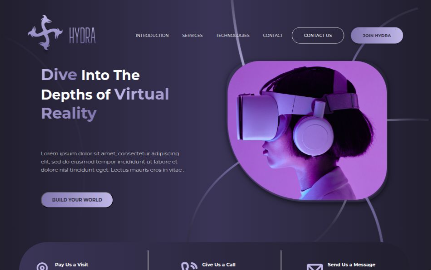 HYDRA
INTRODUCTION SERVICES TECHNOLOGIES CONTACT CONTACT US JOIN HYDRA
Dive Into The
Depths of Virtual
Reality
Lorem ipsum dolor sit amet, consectetur adipiscing
elit, sed do eiusmod tempor incididunt ut labore et
dolore nisl tincidunt eget. Lectus mauris eros in vitae.
BUILD YOUR WORLD
Pay Us a Visit Give Us a Call Send Us a Message